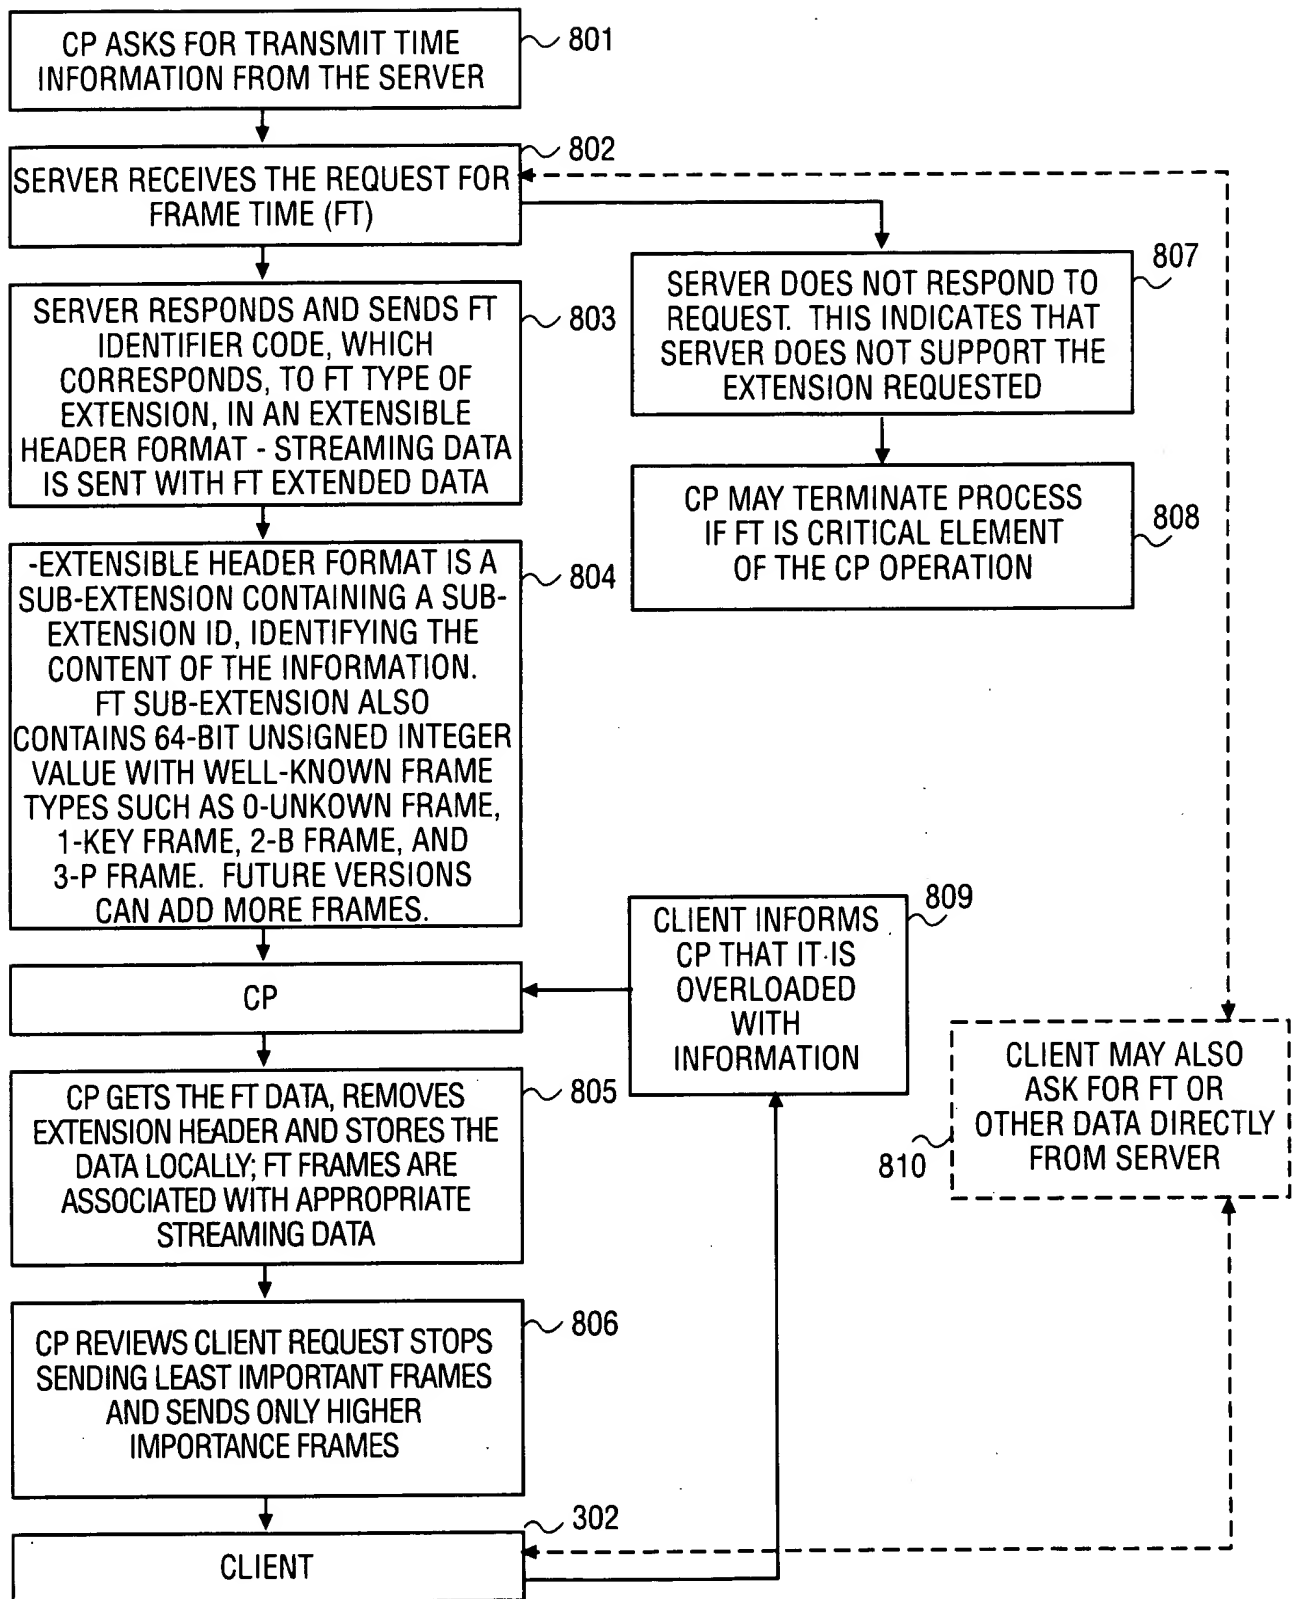 CP ASKS FOR TRANSMIT TIME
INFORMATION FROM THE SERVER
801
SERVER RECEIVES THE REQUEST FOR
FRAME TIME (FT)
802
SERVER RESPONDS AND SENDS FT
IDENTIFIER CODE, WHICH
CORRESPONDS, TO FT TYPE OF
EXTENSION, IN AN EXTENSIBLE
HEADER FORMAT - STREAMING DATA
IS SENT WITH FT EXTENDED DATA
803
SERVER DOES NOT RESPOND TO
REQUEST. THIS INDICATES THAT
SERVER DOES NOT SUPPORT THE
EXTENSION REQUESTED
807
CP MAY TERMINATE PROCESS
IF FT IS CRITICAL ELEMENT
OF THE CP OPERATION
808
-EXTENSIBLE HEADER FORMAT IS A
SUB-EXTENSION CONTAINING A SUB-
EXTENSION ID, IDENTIFYING THE
CONTENT OF THE INFORMATION.
FT SUB-EXTENSION ALSO
CONTAINS 64-BIT UNSIGNED INTEGER
VALUE WITH WELL-KNOWN FRAME
TYPES SUCH AS 0-UNKOWN FRAME,
1-KEY FRAME, 2-B FRAME, AND
3-P FRAME. FUTURE VERSIONS
CAN ADD MORE FRAMES.
804
CP
CLIENT INFORMS
CP THAT IT IS
OVERLOADED
WITH
INFORMATION
809
CLIENT MAY ALSO
ASK FOR FT OR
OTHER DATA DIRECTLY
FROM SERVER
810
CP GETS THE FT DATA, REMOVES
EXTENSION HEADER AND STORES THE
DATA LOCALLY; FT FRAMES ARE
ASSOCIATED WITH APPROPRIATE
STREAMING DATA
805
CP REVIEWS CLIENT REQUEST STOPS
SENDING LEAST IMPORTANT FRAMES
AND SENDS ONLY HIGHER
IMPORTANCE FRAMES
806
CLIENT
302